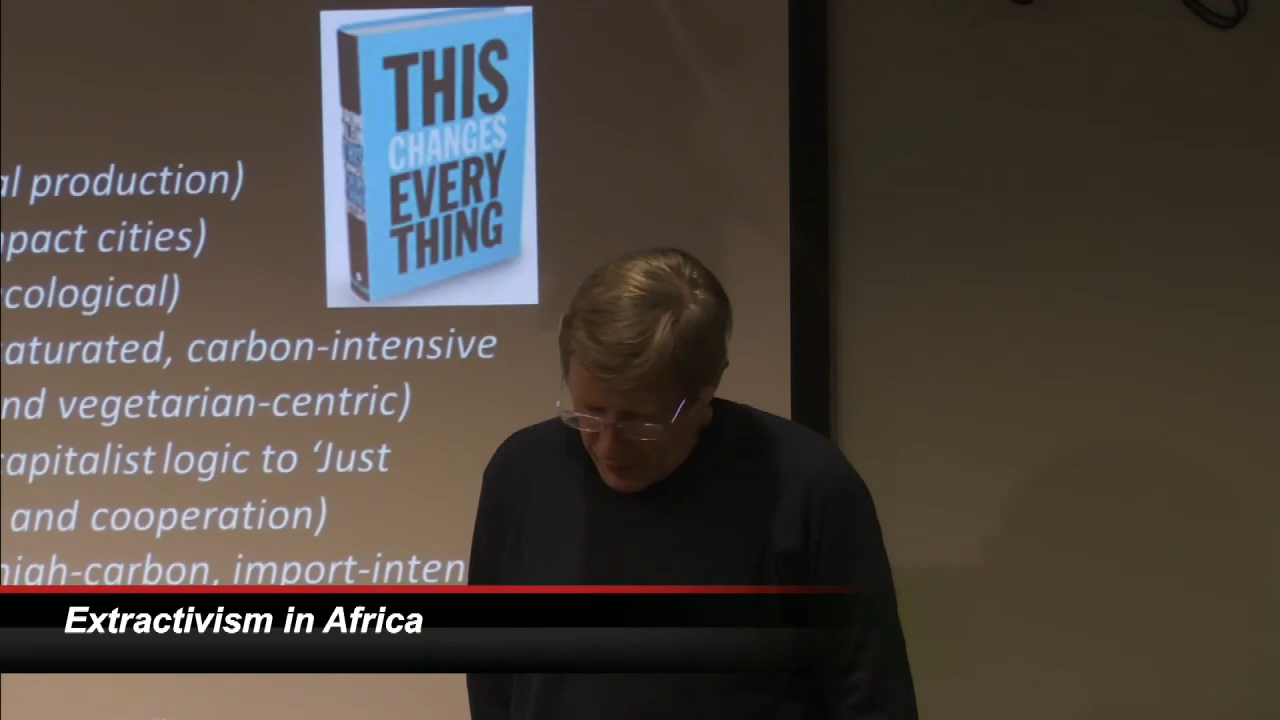 THIS
CHANGES
EVERY
THING
al production)
pact cities)
cological)
aturated, carbon-intensive
nd vegetarian-centric)
capitalist logic to ‘Just
and cooperation)
high-carbon, import-inten
Extractivism in Africa